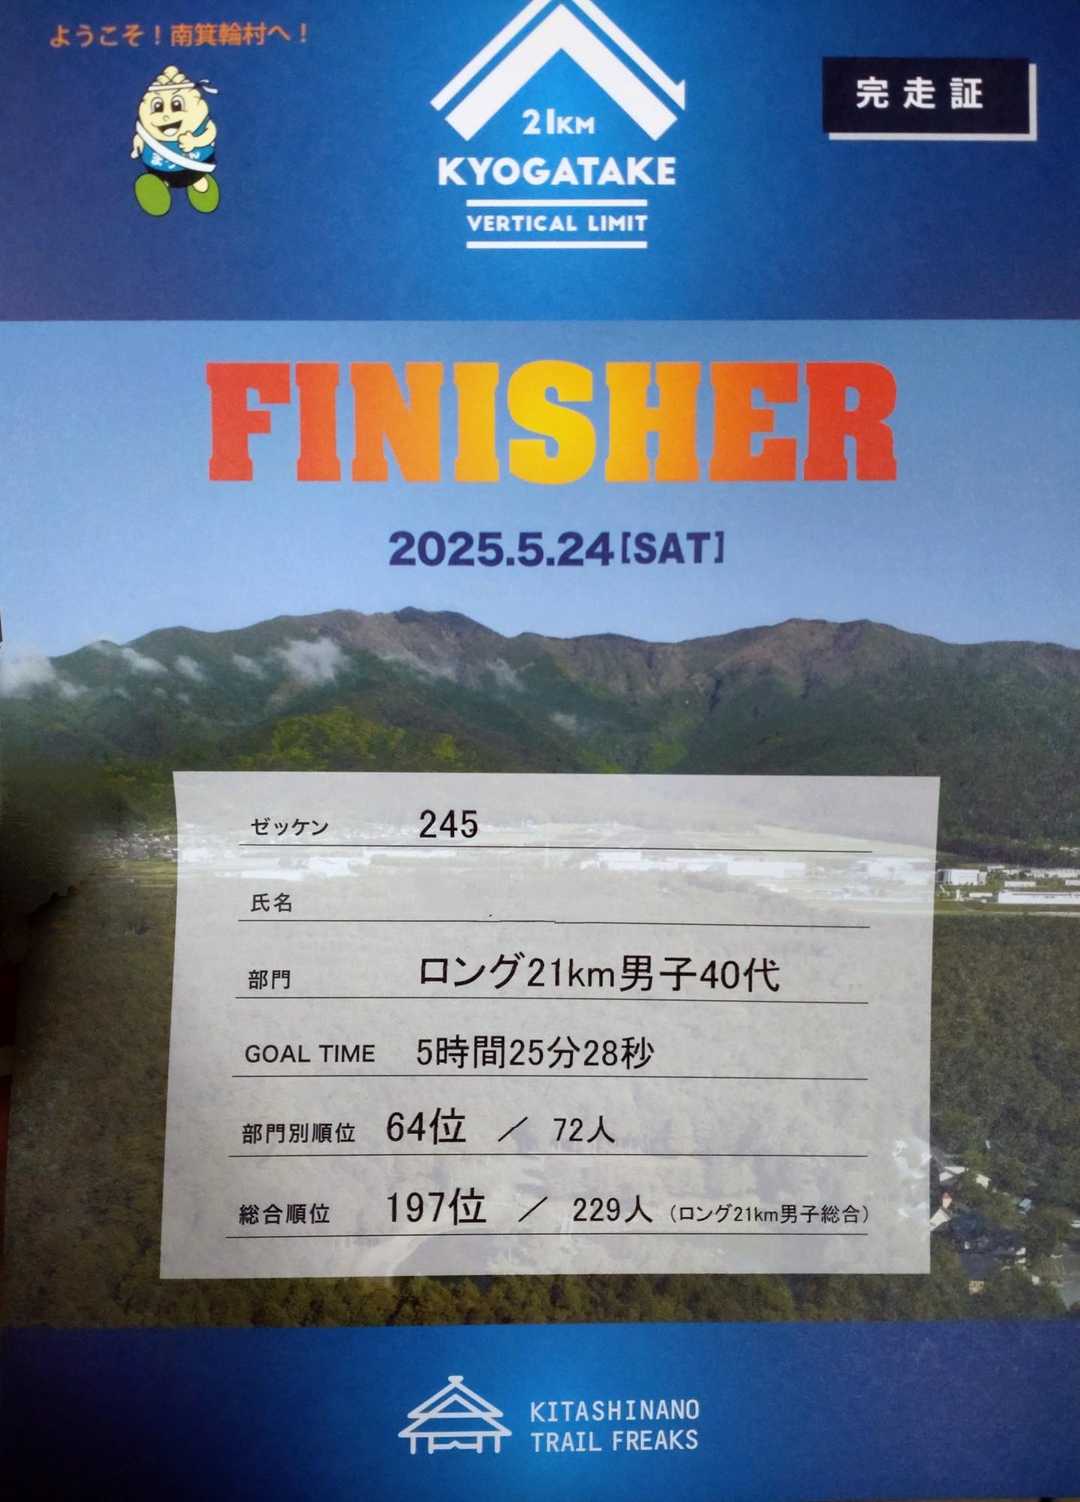 ようこそ！南箕輪村へ！
完走証
21KM
KYOGATAKE
VERTICAL LIMIT
FINISHER
2025.5.24[SAT]
ゼッケン 245
氏名
部門 ロング21km男子40代
GOAL TIME 5時間25分28秒
部門別順位 64位 ／ 72人
総合順位 197位 ／ 229人 （ロング21km男子総合）
KITASHINANO
TRAIL FREAKS